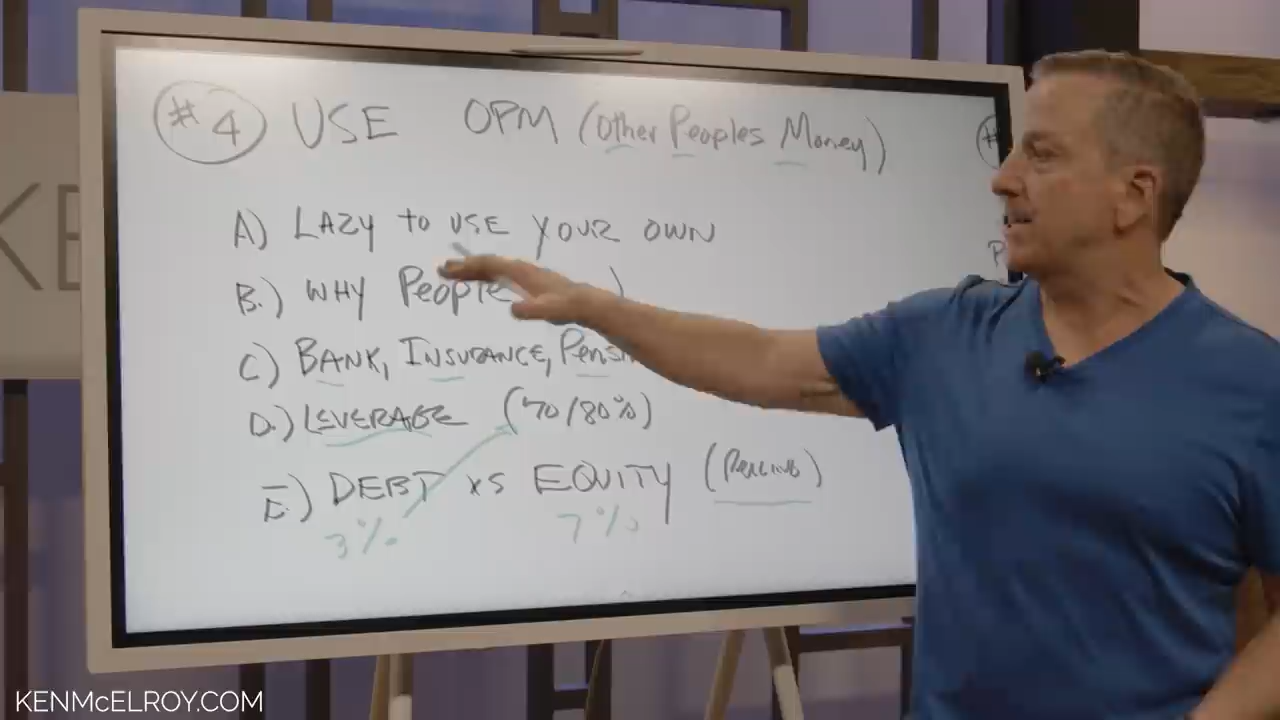 #4 USE OPM (Other Peoples Money)
A) LAZY to USE YOUR OWN
B.) WHY People )
C) BANK, INSURANCE, Pens
D.) LEVERAGE (70/80%)
E.) DEBT vs EQUITY
3% 7%
KE
#
P
KENMcELROY.COM